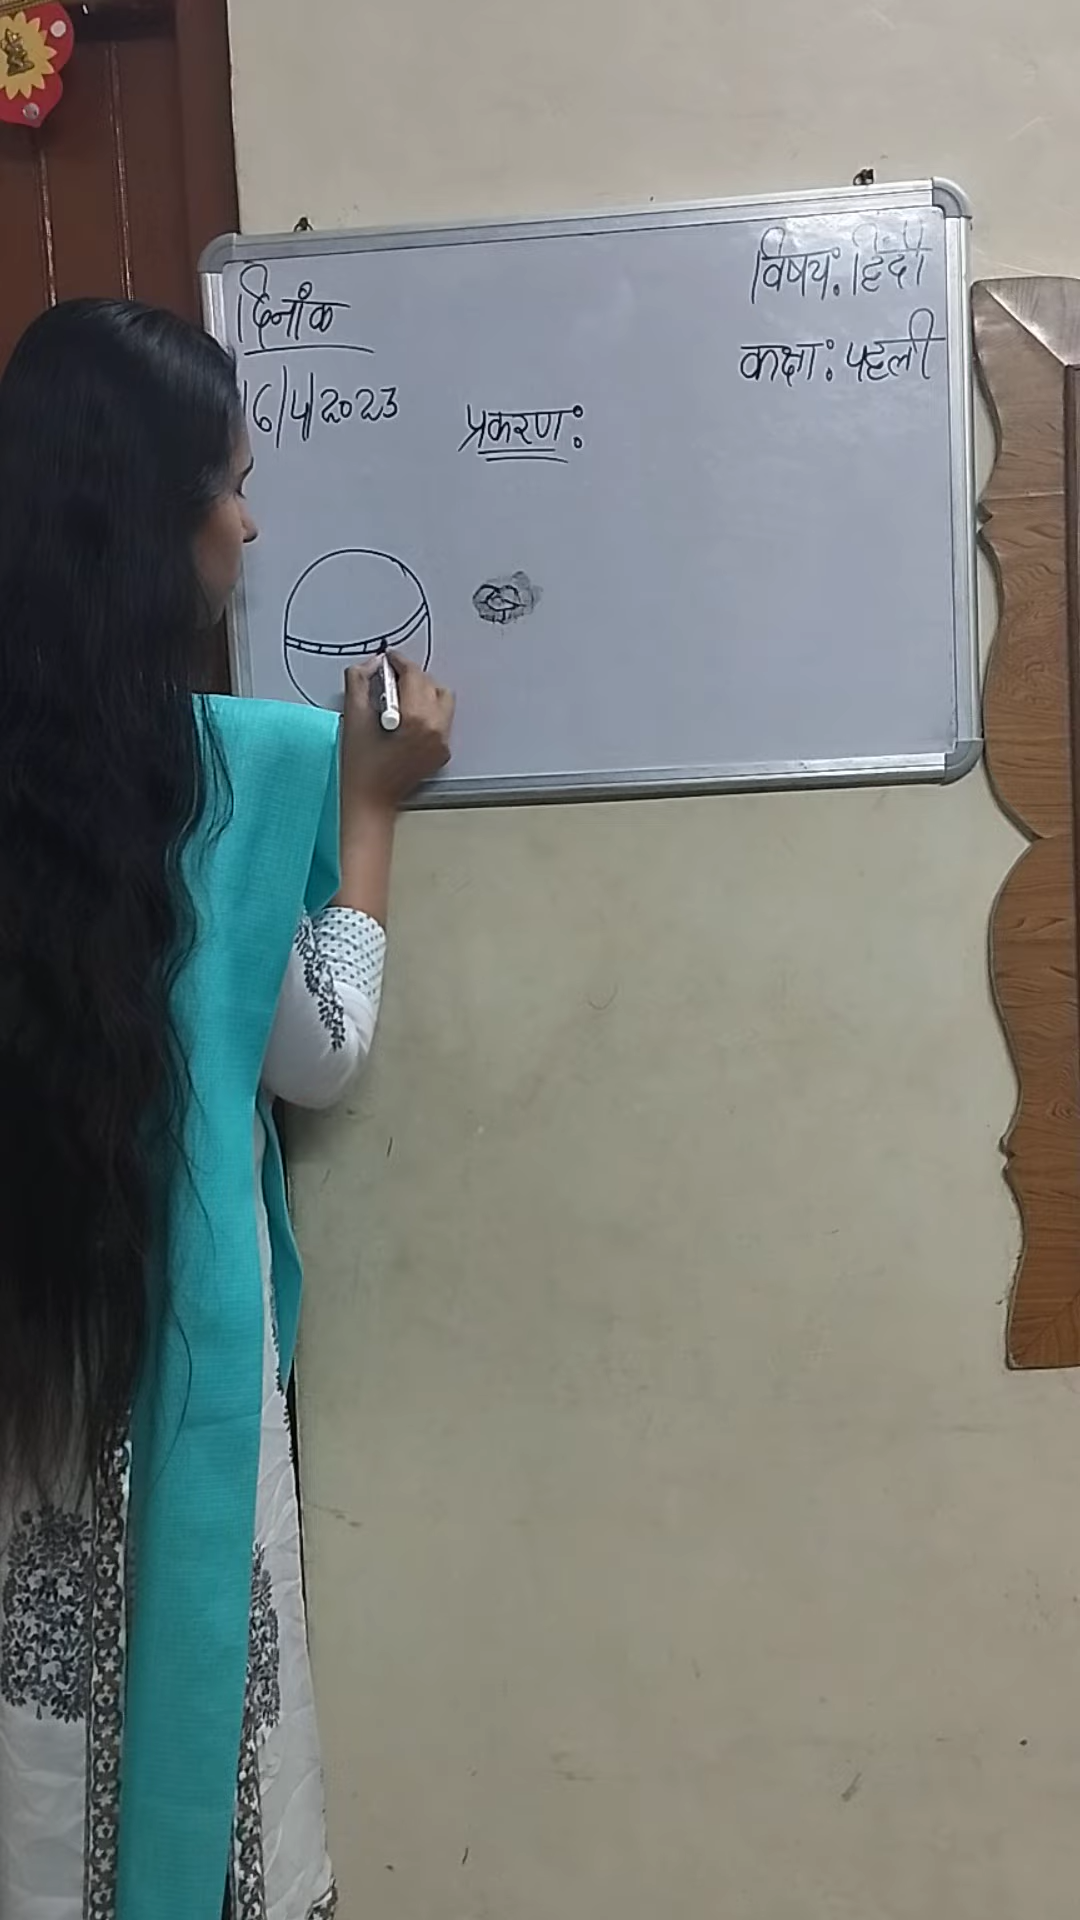 दिनांक
16/4/2023
विषय: हिंदी
कक्षा: पहली
प्रकरण: